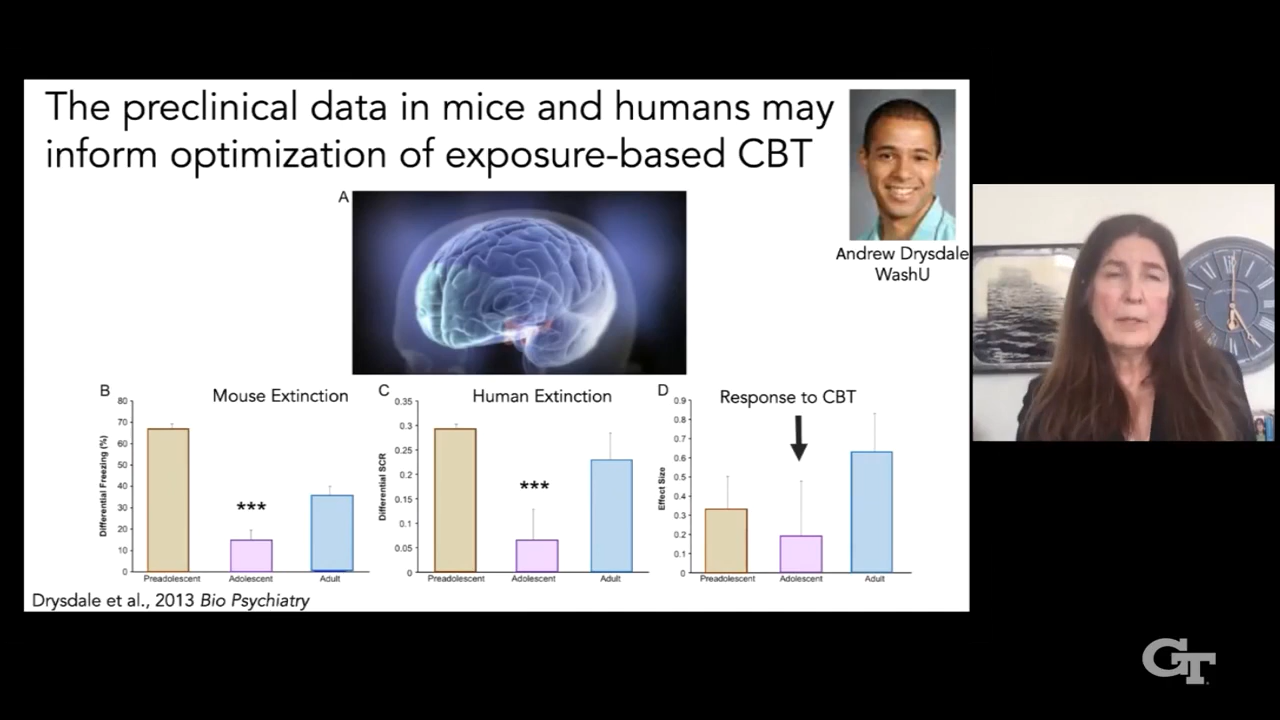 The preclinical data in mice and humans may
inform optimization of exposure-based CBT
Andrew Drysdale
WashU
A
B
Mouse Extinction
Differential Freezing (%)
80
70
60
50
40
30
20
10
0
***
Preadolescent
Adolescent
Adult
C
Human Extinction
Differential SCR
0.35
0.3
0.25
0.2
0.15
0.1
0.05
0
***
Preadolescent
Adolescent
Adult
D
Response to CBT
Effect Size
0.9
0.8
0.7
0.6
0.5
0.4
0.3
0.2
0.1
0
Preadolescent
Adolescent
Adult
Drysdale et al., 2013 Bio Psychiatry
GT